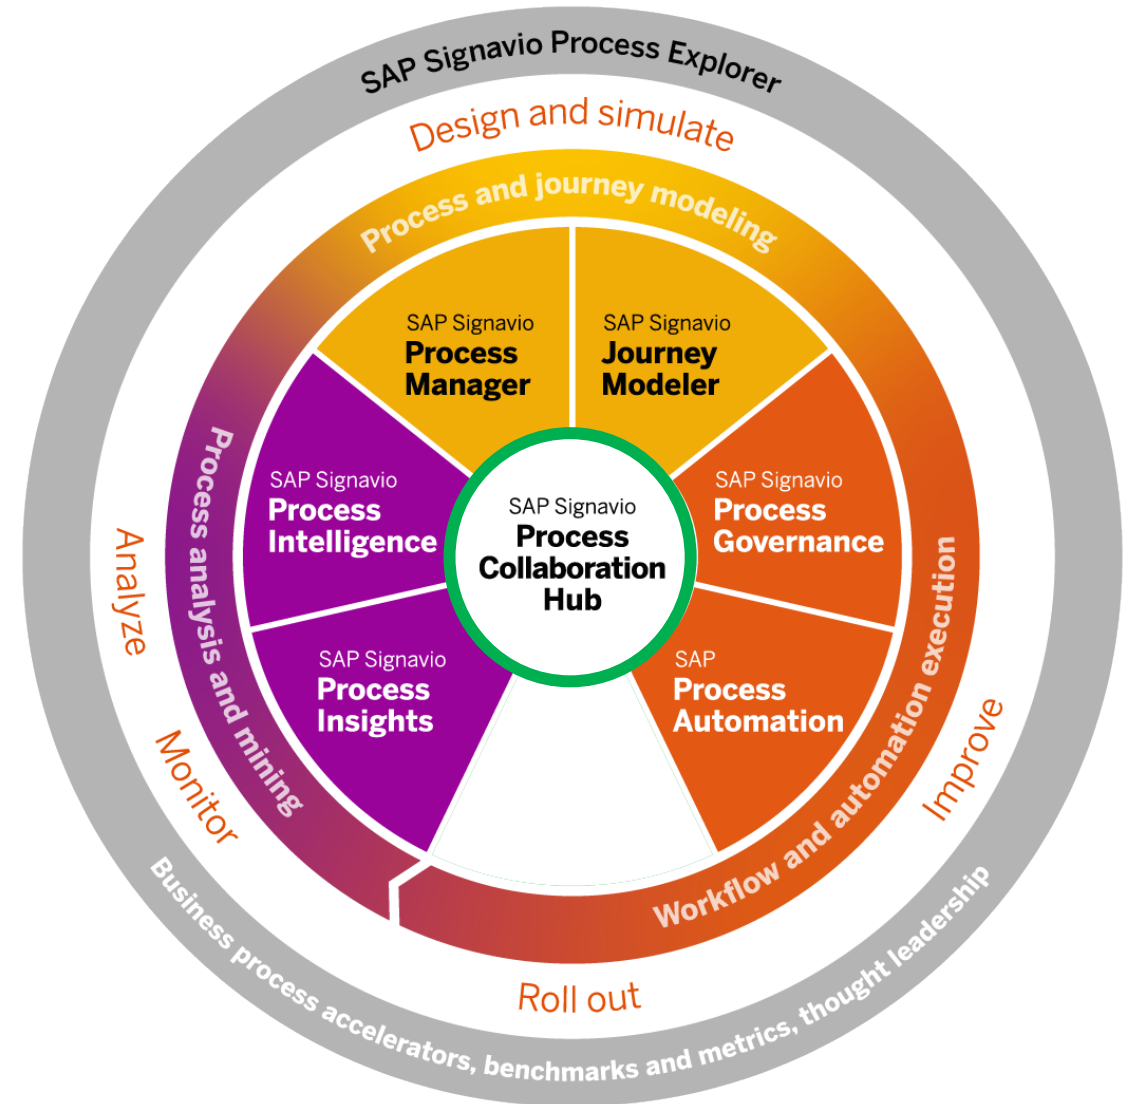 SAP Signavio Process Explorer
Design and simulate
Process and journey modeling
SAP Signavio
Process
Manager
SAP Signavio
Journey
Modeler
SAP Signavio
Process
Intelligence
SAP Signavio
Process
Governance
SAP Signavio
Process
Collaboration
Hub
SAP Signavio
Process
Insights
SAP
Process
Automation
Process analysis and mining
Workflow and automation execution
Analyze
Monitor
Improve
Roll out
Business process accelerators, benchmarks and metrics, thought leadership